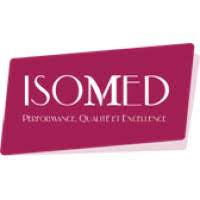 ISOMED
PERFORMANCE, QUALITÉ ET EXCELLENCE